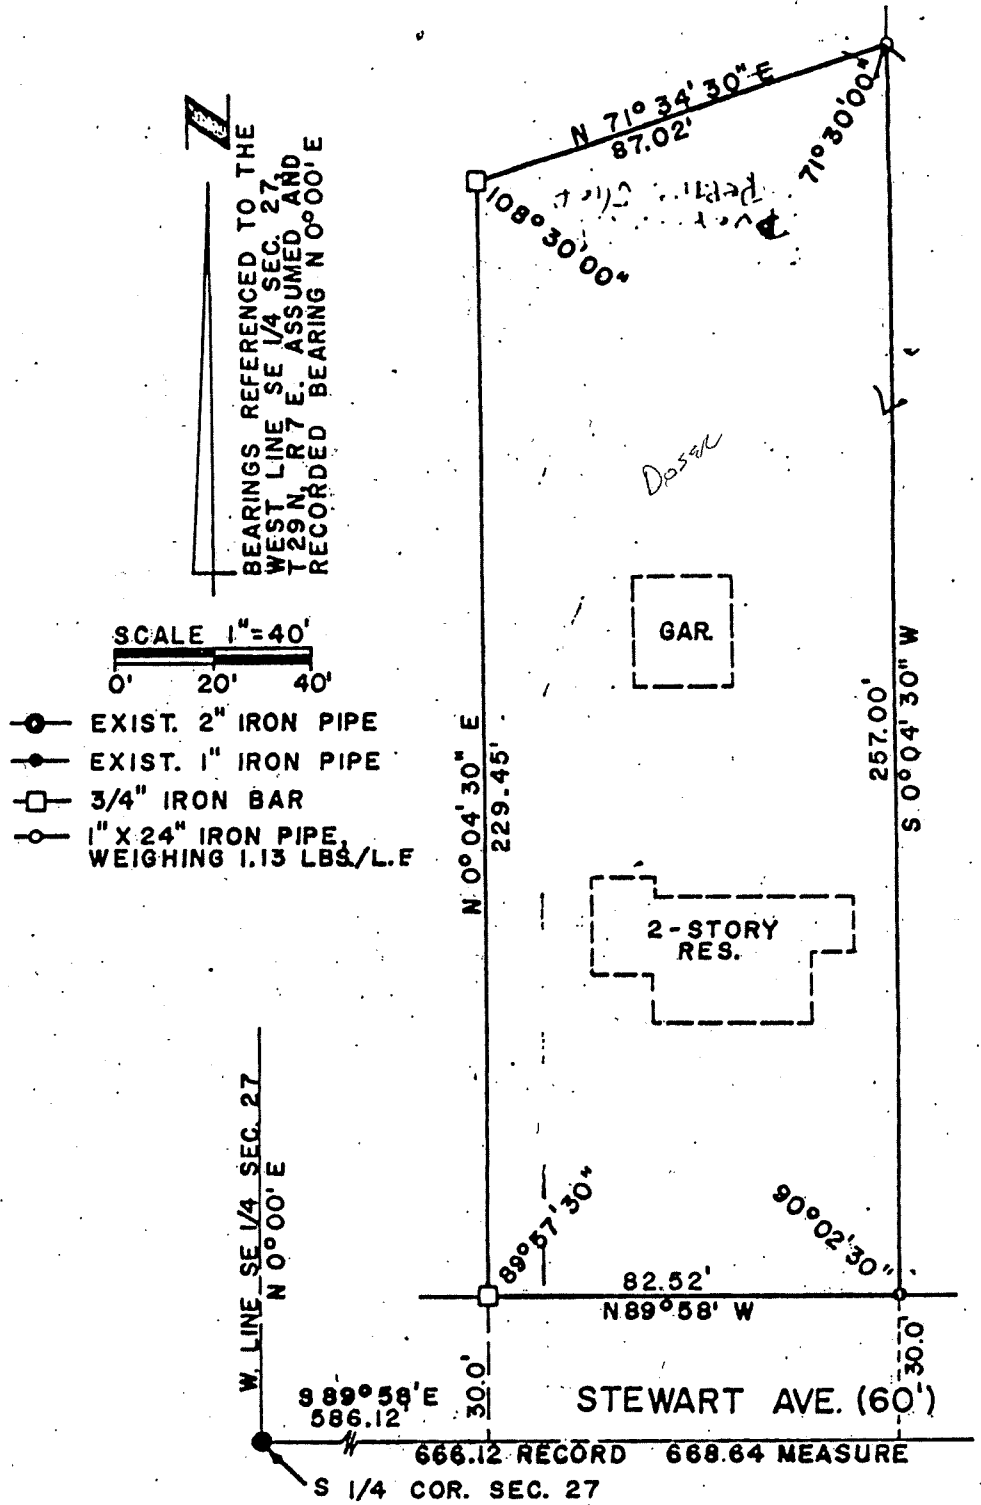 N 71° 34' 30" E
87.02'
71°30'00"
108°30'00"
BEARINGS REFERENCED TO THE
WEST LINE SE 1/4 SEC. 27,
T29N, R7E. ASSUMED AND
RECORDED BEARING N 0°00' E
Doser
GAR.
SCALE 1"=40'
0' 20' 40'
EXIST. 2" IRON PIPE
EXIST. 1" IRON PIPE
3/4" IRON BAR
1" X 24" IRON PIPE,
WEIGHING 1.13 LBS./L.F
N 0° 04' 30" E
229.45'
257.00'
S 0° 04' 30" W
2-STORY
RES.
W. LINE SE 1/4 SEC. 27
N 0°00' E
89°57'30"
90°02'30"
82.52'
N89°58' W
30.0'
30.0'
STEWART AVE. (60')
S 89°58' E
586.12'
666.12 RECORD 668.64 MEASURE
S 1/4 COR. SEC. 27